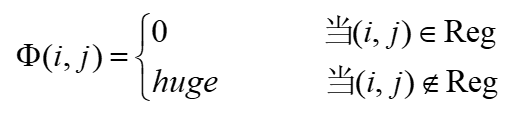 Φ(i, j) = { 0 当(i, j) ∈ Reg
huge 当(i, j) ∉ Reg